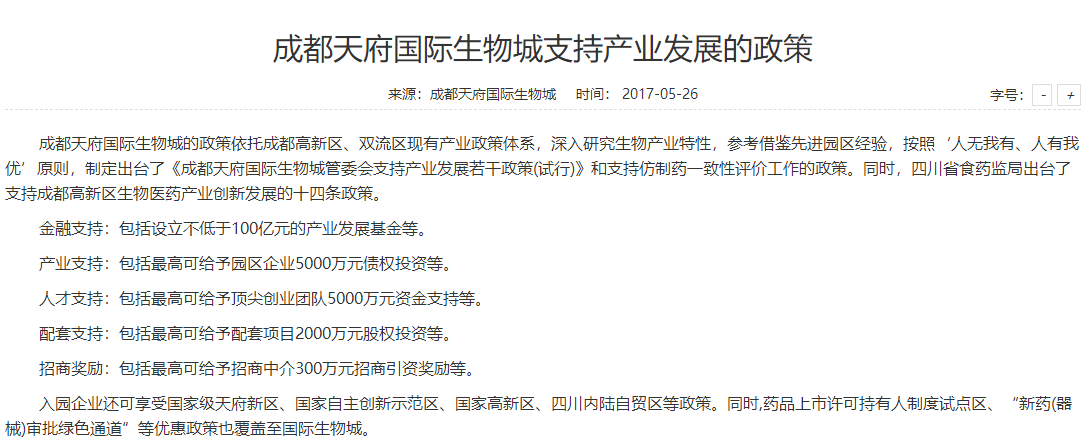 成都天府国际生物城支持产业发展的政策
来源：成都天府国际生物城 时间：2017-05-26 字号： - +
成都天府国际生物城的政策依托成都高新区、双流区现有产业政策体系，深入研究生物产业特性，参考借鉴先进园区经验，按照‘人无我有、人有我
优’原则，制定出台了《成都天府国际生物城管委会支持产业发展若干政策(试行)》和支持仿制药一致性评价工作的政策。同时，四川省食药监局出台了
支持成都高新区生物医药产业创新发展的十四条政策。
金融支持：包括设立不低于100亿元的产业发展基金等。
产业支持：包括最高可给予园区企业5000万元债权投资等。
人才支持：包括最高可给予顶尖创业团队5000万元资金支持等。
配套支持：包括最高可给予配套项目2000万元股权投资等。
招商奖励：包括最高可给予招商中介300万元招商引资奖励等。
入园企业还可享受国家级天府新区、国家自主创新示范区、国家高新区、四川内陆自贸区等政策。同时,药品上市许可持有人制度试点区、“新药(器
械)审批绿色通道”等优惠政策也覆盖至国际生物城。